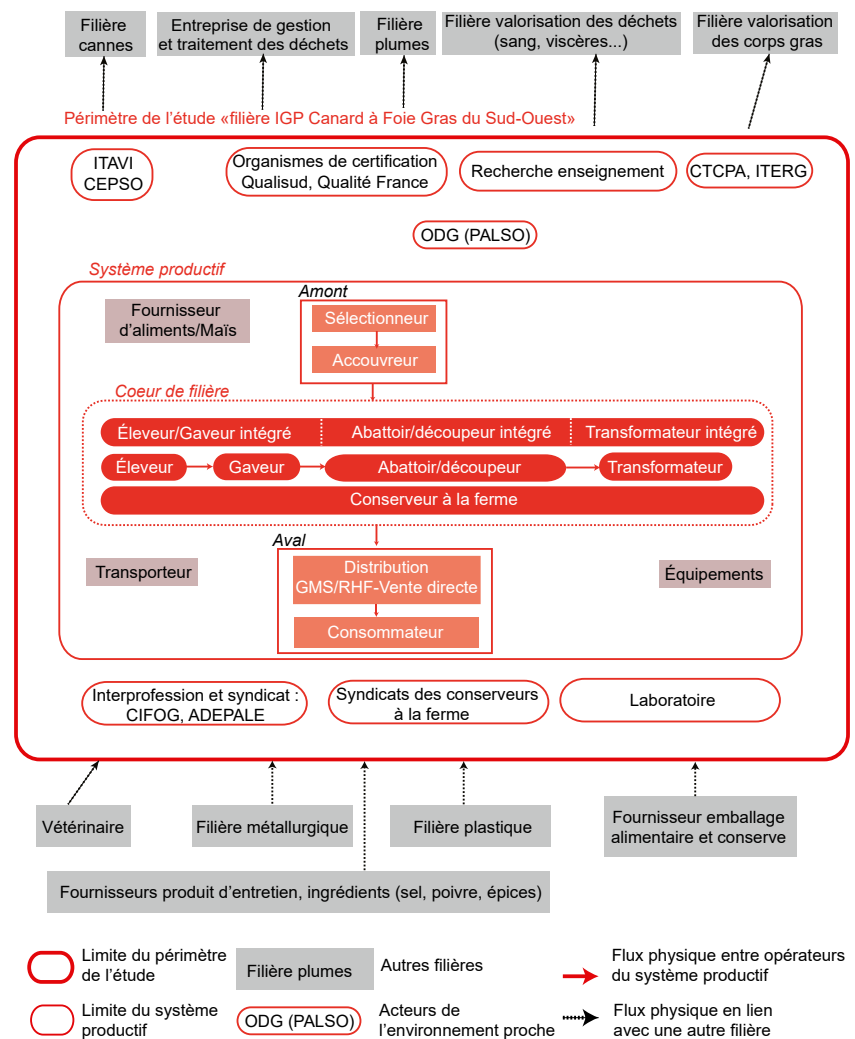 Filière
cannes
Entreprise de gestion
et traitement des déchets
Filière
plumes
Filière valorisation des déchets
(sang, viscères...)
Filière valorisation
des corps gras
Périmètre de l'étude «filière IGP Canard à Foie Gras du Sud-Ouest»
ITAVI
CEPSO
Organismes de certification
Qualisud, Qualité France
Recherche enseignement
CTCPA, ITERG
ODG (PALSO)
Système productif
Fournisseur
d'aliments/Maïs
Amont
Sélectionneur
Accouvreur
Coeur de filière
Éleveur/Gaveur intégré
Abattoir/découpeur intégré
Transformateur intégré
Éleveur
Gaveur
Abattoir/découpeur
Transformateur
Conserveur à la ferme
Aval
Transporteur
Distribution
GMS/RHF-Vente directe
Équipements
Consommateur
Interprofession et syndicat :
CIFOG, ADEPALE
Syndicats des conserveurs
à la ferme
Laboratoire
Vétérinaire
Filière métallurgique
Filière plastique
Fournisseur emballage
alimentaire et conserve
Fournisseurs produit d'entretien, ingrédients (sel, poivre, épices)
Limite du périmètre
de l'étude
Filière plumes
Autres filières
Flux physique entre opérateurs
du système productif
Limite du système
productif
ODG (PALSO)
Acteurs de
l'environnement proche
Flux physique en lien
avec une autre filière